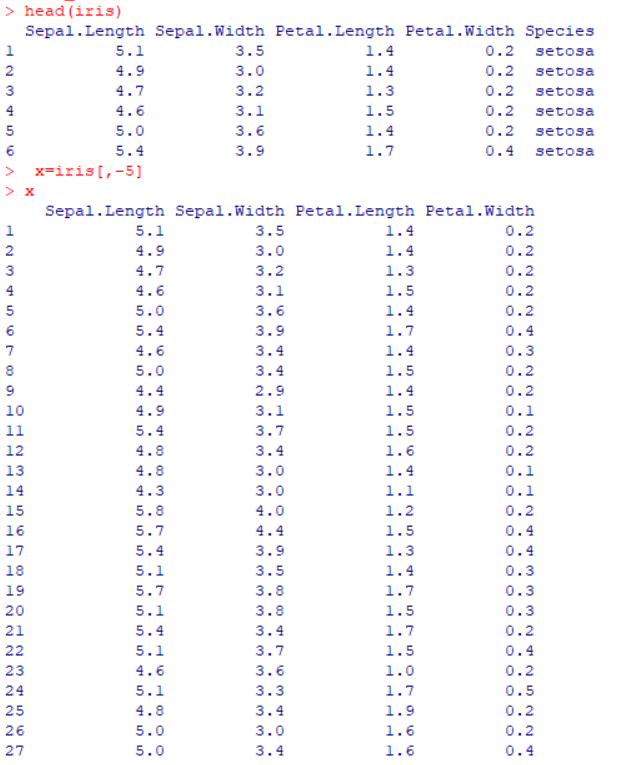 > head(iris)
  Sepal.Length Sepal.Width Petal.Length Petal.Width Species
1          5.1         3.5          1.4         0.2  setosa
2          4.9         3.0          1.4         0.2  setosa
3          4.7         3.2          1.3         0.2  setosa
4          4.6         3.1          1.5         0.2  setosa
5          5.0         3.6          1.4         0.2  setosa
6          5.4         3.9          1.7         0.4  setosa
>  x=iris[,-5]
> x
    Sepal.Length Sepal.Width Petal.Length Petal.Width
1            5.1         3.5          1.4         0.2
2            4.9         3.0          1.4         0.2
3            4.7         3.2          1.3         0.2
4            4.6         3.1          1.5         0.2
5            5.0         3.6          1.4         0.2
6            5.4         3.9          1.7         0.4
7            4.6         3.4          1.4         0.3
8            5.0         3.4          1.5         0.2
9            4.4         2.9          1.4         0.2
10           4.9         3.1          1.5         0.1
11           5.4         3.7          1.5         0.2
12           4.8         3.4          1.6         0.2
13           4.8         3.0          1.4         0.1
14           4.3         3.0          1.1         0.1
15           5.8         4.0          1.2         0.2
16           5.7         4.4          1.5         0.4
17           5.4         3.9          1.3         0.4
18           5.1         3.5          1.4         0.3
19           5.7         3.8          1.7         0.3
20           5.1         3.8          1.5         0.3
21           5.4         3.4          1.7         0.2
22           5.1         3.7          1.5         0.4
23           4.6         3.6          1.0         0.2
24           5.1         3.3          1.7         0.5
25           4.8         3.4          1.9         0.2
26           5.0         3.0          1.6         0.2
27           5.0         3.4          1.6         0.4